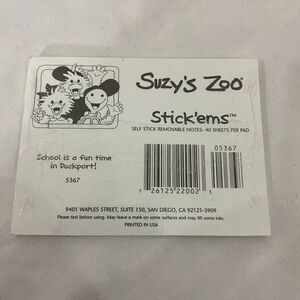 Suzy's Zoo®
Stick'ems™
SELF STICK REMOVABLE NOTES- 40 SHEETS PER PAD
School is a fun time
in Duckport!
5367
05367
7 26125 22002 3
9401 WAPLES STREET, SUITE 150, SAN DIEGO, CA 92121-3909
Please test before using. May leave a mark on some surfaces and may lift some inks.
PRINTED IN USA